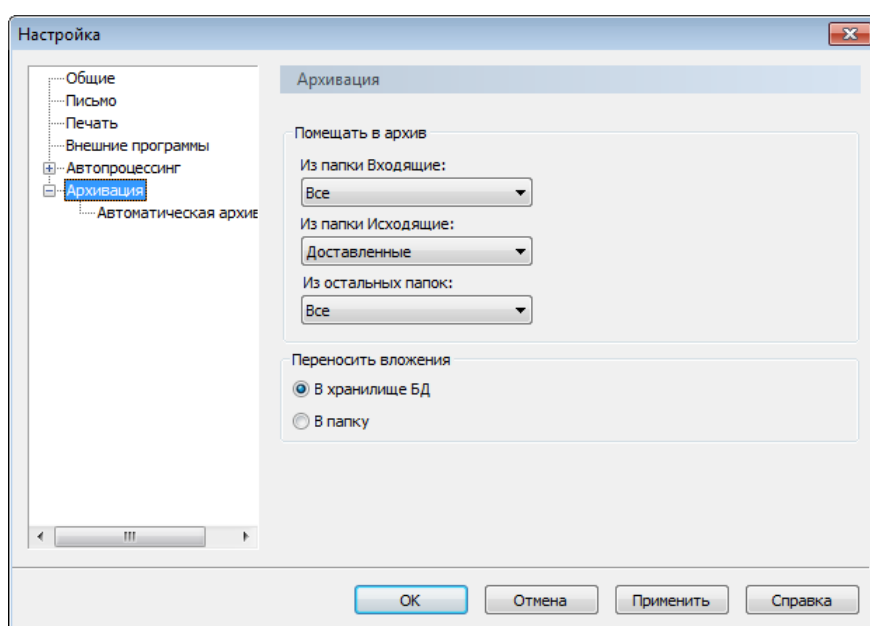 Настройка
Общие
Письмо
Печать
Внешние программы
Автопроцессинг
Архивация
Автоматическая архив
Архивация
Помещать в архив
Из папки Входящие:
Все
Из папки Исходящие:
Доставленные
Из остальных папок:
Все
Переносить вложения
В хранилище БД
В папку
ОК
Отмена
Применить
Справка